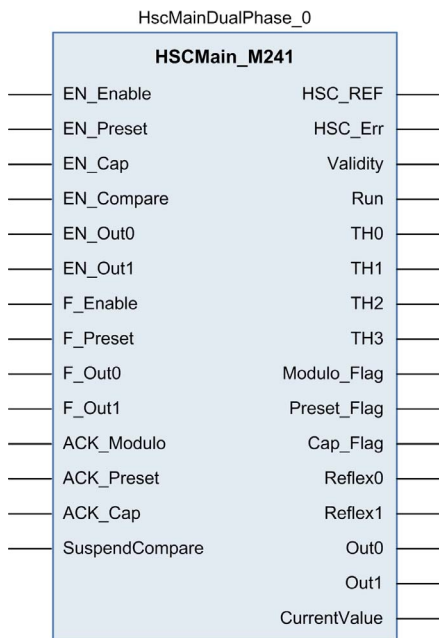 HscMainDualPhase_0
HSCMain_M241
EN_Enable HSC_REF
EN_Preset HSC_Err
EN_Cap Validity
EN_Compare Run
EN_Out0 TH0
EN_Out1 TH1
F_Enable TH2
F_Preset TH3
F_Out0 Modulo_Flag
F_Out1 Preset_Flag
ACK_Modulo Cap_Flag
ACK_Preset Reflex0
ACK_Cap Reflex1
SuspendCompare Out0
Out1
CurrentValue